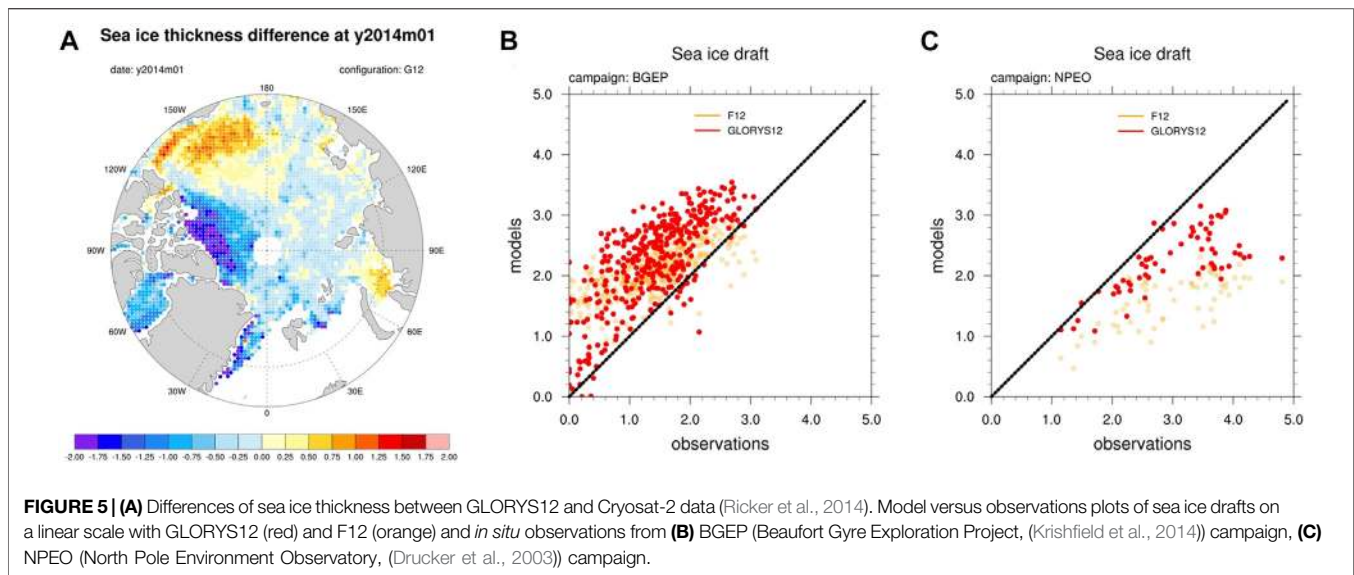 A Sea ice thickness difference at y2014m01
date: y2014m01 configuration: G12
180
150W 150E
120W 120E
90W 90E
60W 60E
30W 30E
0
-2.00 -1.75 -1.50 -1.25 -1.00 -0.75 -0.50 -0.25 0.00 0.25 0.50 0.75 1.00 1.25 1.50 1.75 2.00
B
Sea ice draft
campaign: BGEP
5.0
4.0
3.0
2.0
1.0
0.0
models
F12
GLORYS12
0.0 1.0 2.0 3.0 4.0 5.0
observations
C
Sea ice draft
campaign: NPEO
5.0
4.0
3.0
2.0
1.0
0.0
models
F12
GLORYS12
0.0 1.0 2.0 3.0 4.0 5.0
observations
FIGURE 5 | (A) Differences of sea ice thickness between GLORYS12 and Cryosat-2 data (Ricker et al., 2014). Model versus observations plots of sea ice drafts on
a linear scale with GLORYS12 (red) and F12 (orange) and in situ observations from (B) BGEP (Beaufort Gyre Exploration Project, (Krishfield et al., 2014)) campaign, (C)
NPEO (North Pole Environment Observatory, (Drucker et al., 2003)) campaign.